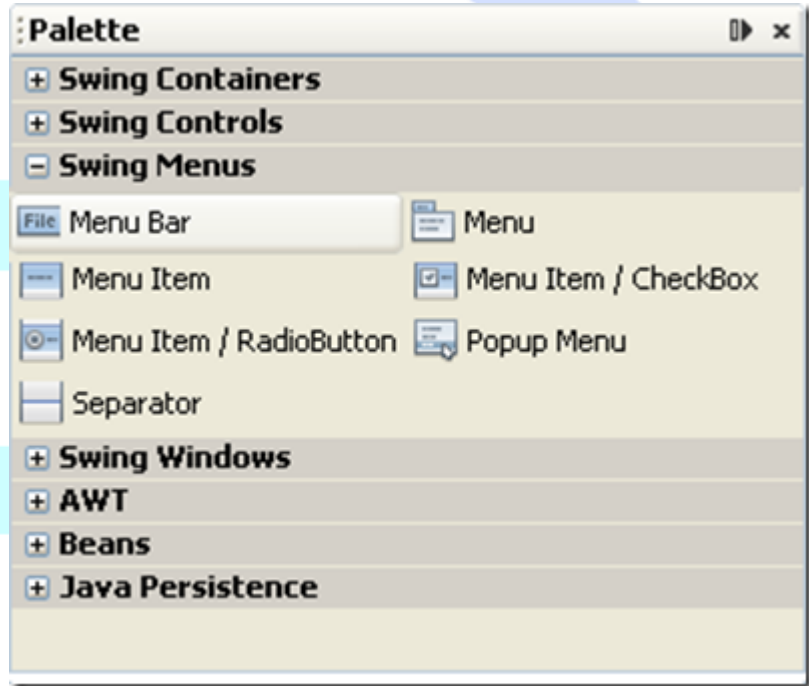 Palette
Swing Containers
Swing Controls
Swing Menus
File Menu Bar Menu
Menu Item Menu Item / CheckBox
Menu Item / RadioButton Popup Menu
Separator
Swing Windows
AWT
Beans
Java Persistence